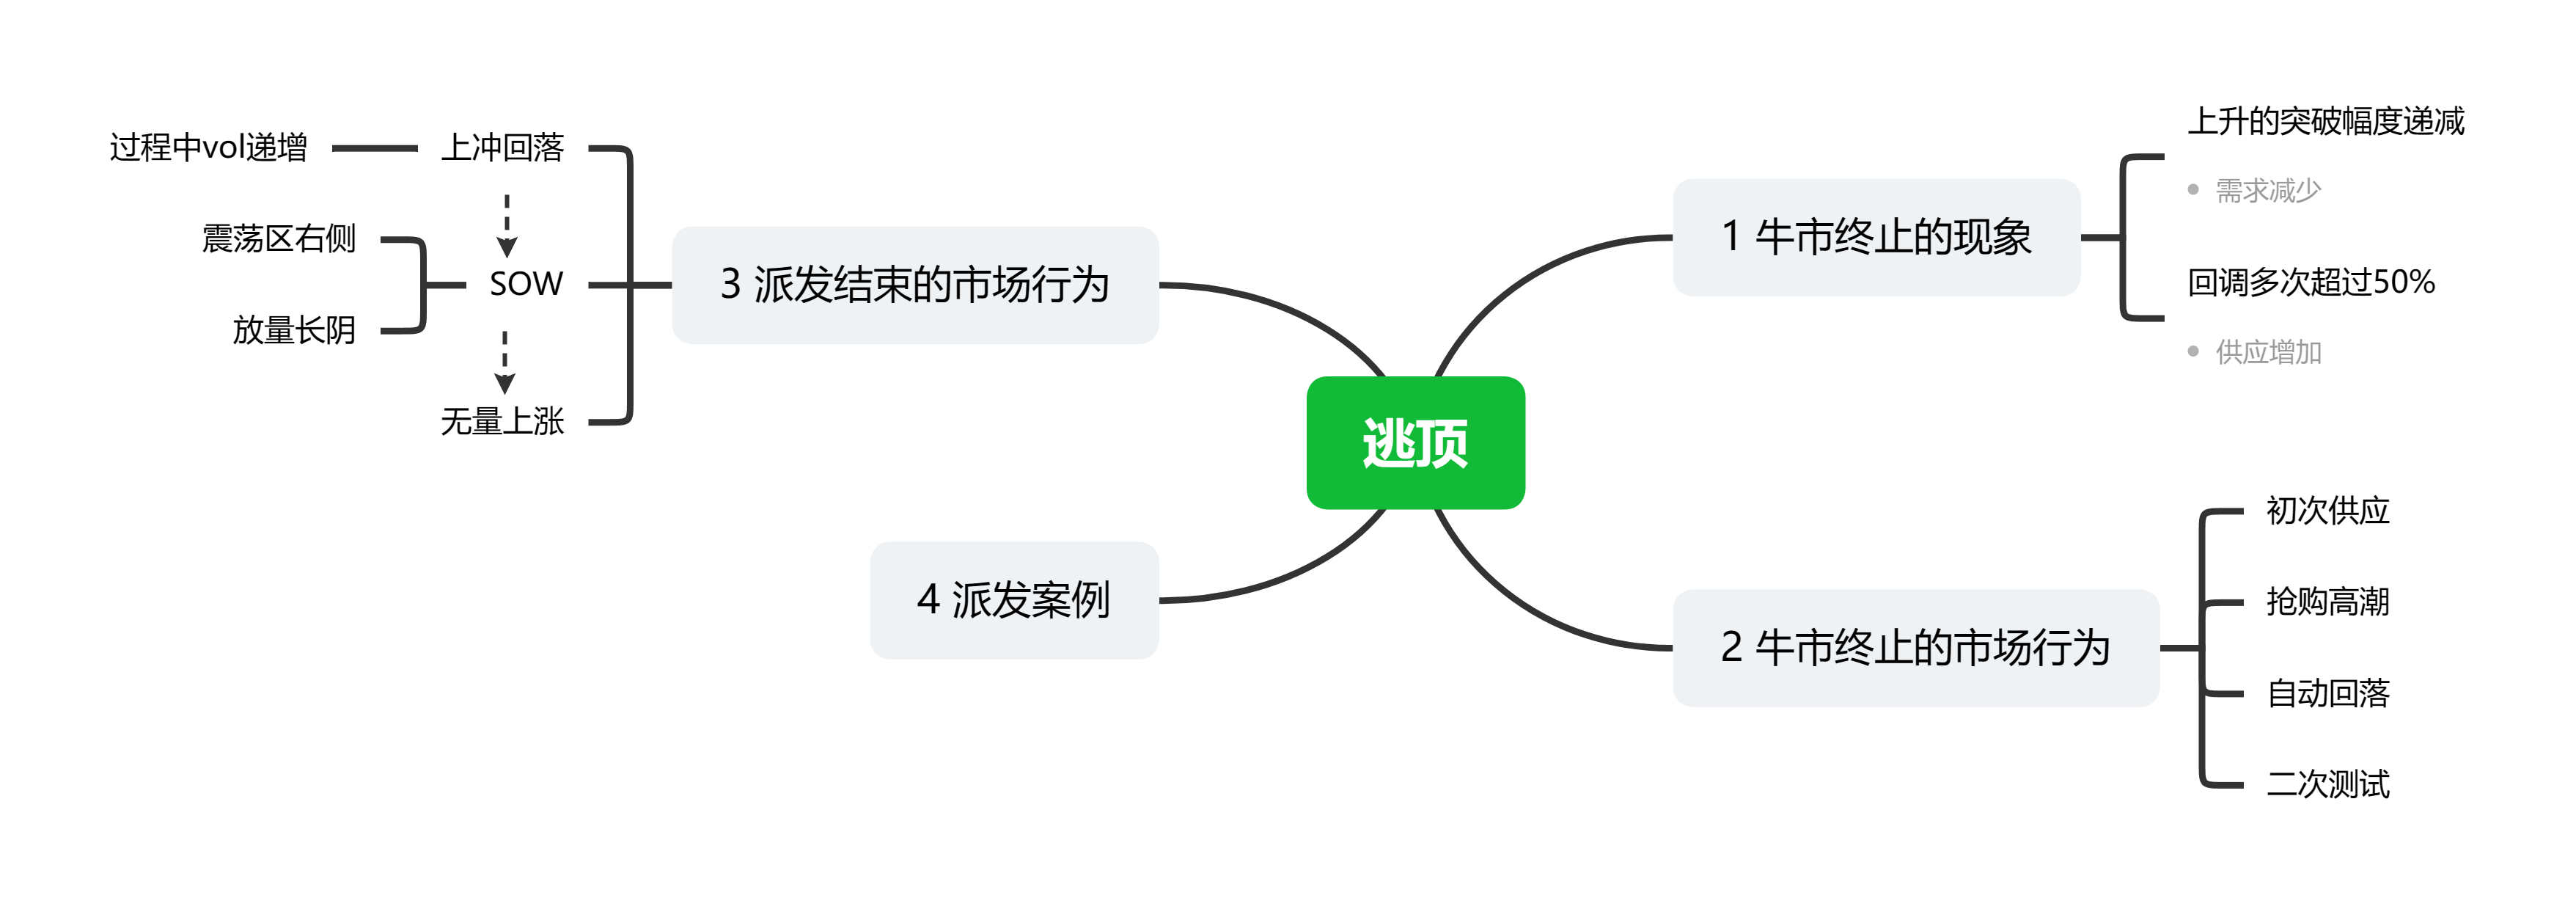 逃顶
1 牛市终止的现象
上升的突破幅度递减
• 需求减少
回调多次超过50%
• 供应增加
2 牛市终止的市场行为
初次供应
抢购高潮
自动回落
二次测试
3 派发结束的市场行为
上冲回落
过程中vol递增
SOW
震荡区右侧
放量长阴
无量上涨
4 派发案例